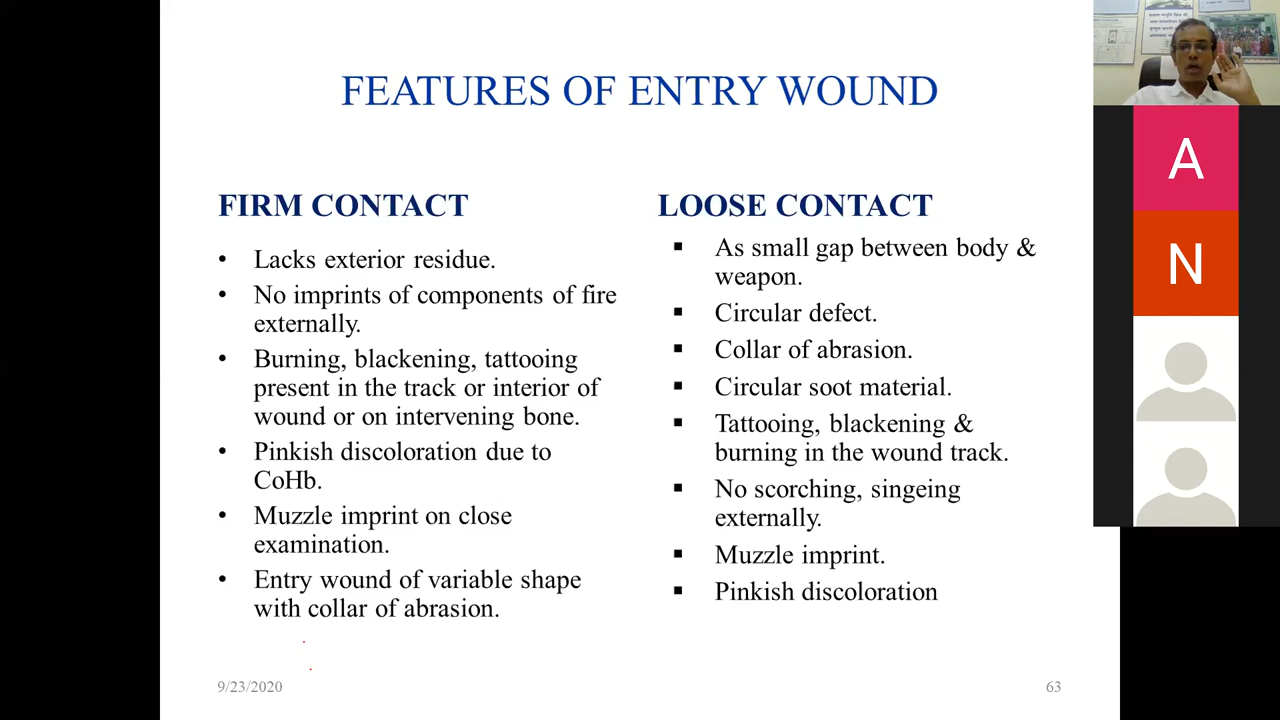 FEATURES OF ENTRY WOUND
FIRM CONTACT
• Lacks exterior residue.
• No imprints of components of fire
externally.
• Burning, blackening, tattooing
present in the track or interior of
wound or on intervening bone.
• Pinkish discoloration due to
CoHb.
• Muzzle imprint on close
examination.
• Entry wound of variable shape
with collar of abrasion.
LOOSE CONTACT
▪ As small gap between body &
weapon.
▪ Circular defect.
▪ Collar of abrasion.
▪ Circular soot material.
▪ Tattooing, blackening &
burning in the wound track.
▪ No scorching, singeing
externally.
▪ Muzzle imprint.
▪ Pinkish discoloration
9/23/2020
63
A
N